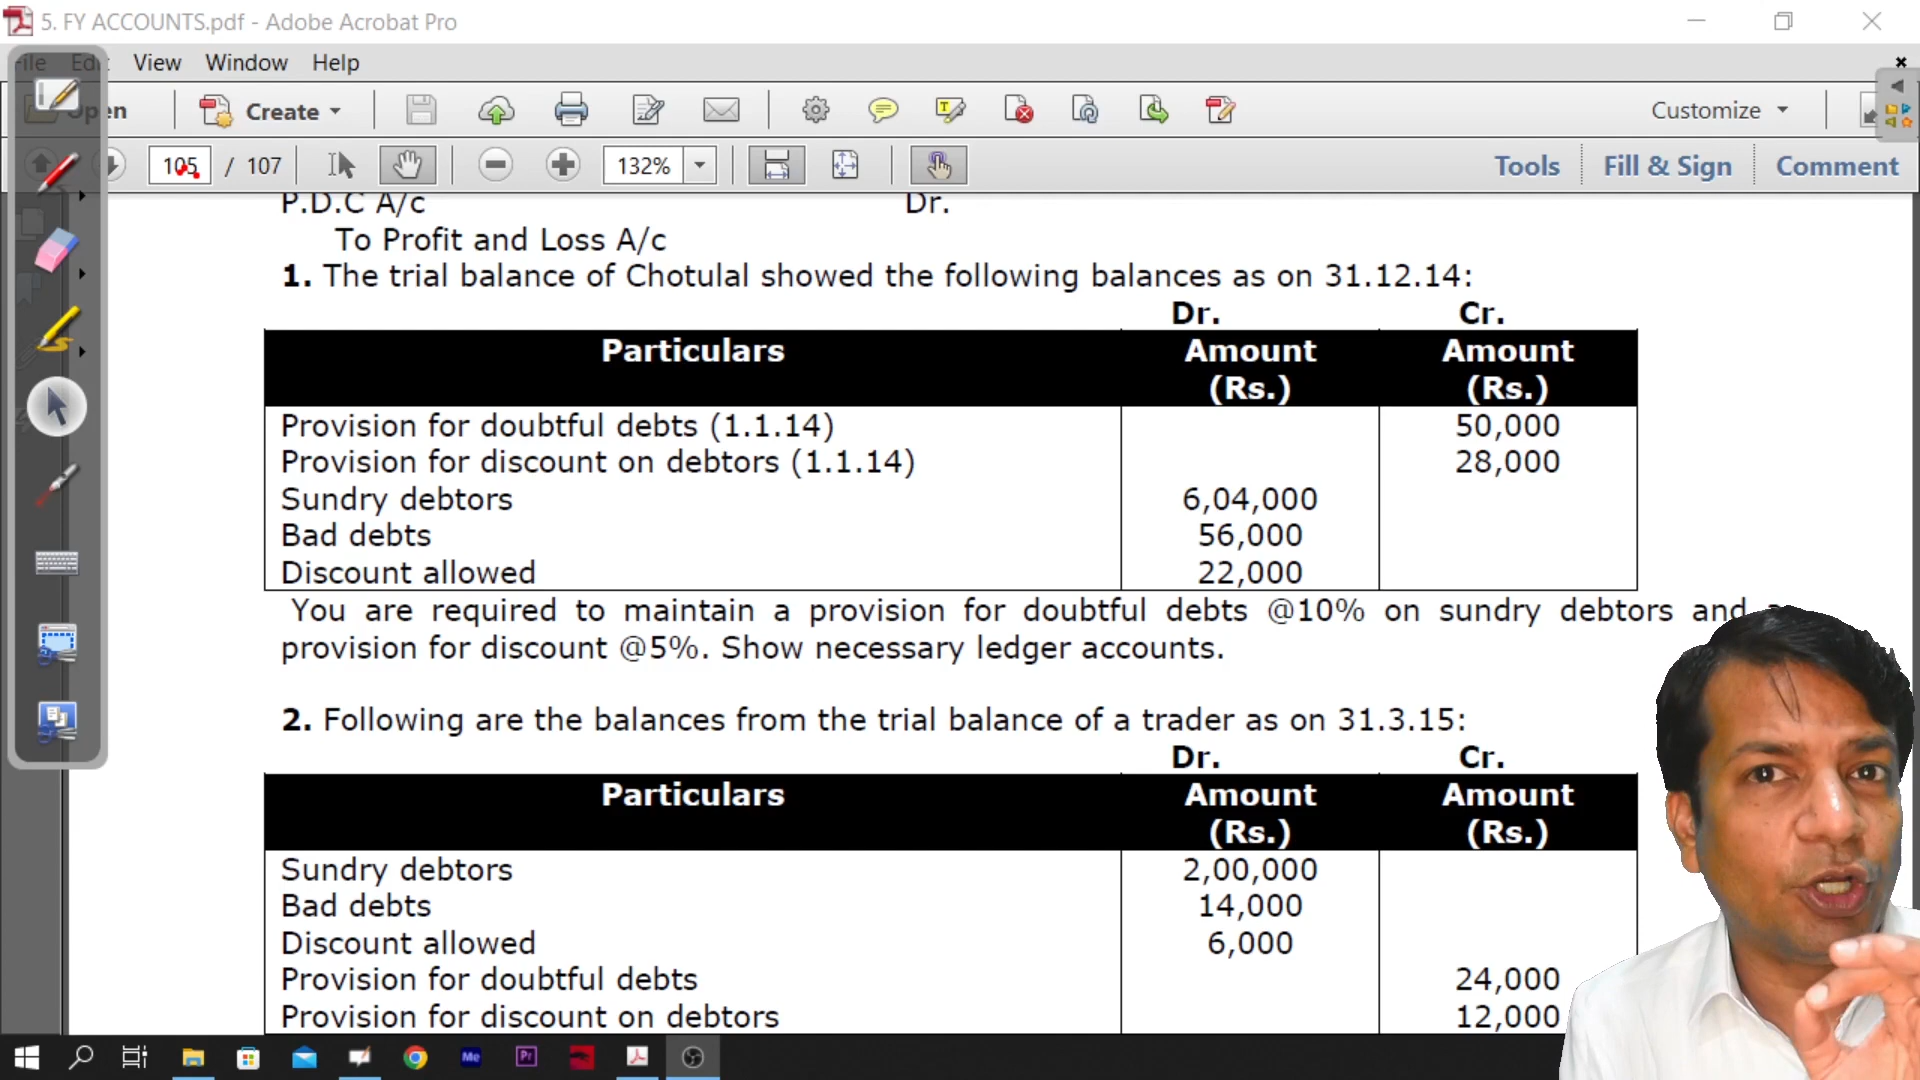 5. FY ACCOUNTS.pdf - Adobe Acrobat Pro
File Edit View Window Help
Open Create Customize
105 / 107 132% Tools Fill & Sign Comment
P.D.C A/c Dr.
To Profit and Loss A/c
1. The trial balance of Chotulal showed the following balances as on 31.12.14:
Dr. Cr.
Particulars Amount (Rs.) Amount (Rs.)
Provision for doubtful debts (1.1.14) 50,000
Provision for discount on debtors (1.1.14) 28,000
Sundry debtors 6,04,000
Bad debts 56,000
Discount allowed 22,000
You are required to maintain a provision for doubtful debts @10% on sundry debtors and a
provision for discount @5%. Show necessary ledger accounts.
2. Following are the balances from the trial balance of a trader as on 31.3.15:
Dr. Cr.
Particulars Amount (Rs.) Amount (Rs.)
Sundry debtors 2,00,000
Bad debts 14,000
Discount allowed 6,000
Provision for doubtful debts 24,000
Provision for discount on debtors 12,000
Me Pr